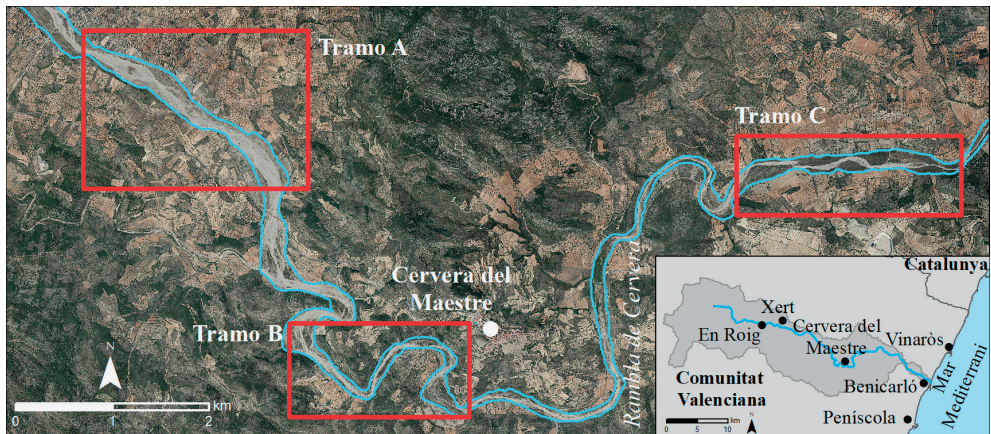 Tramo A
Tramo C
Cervera del
Maestre
Tramo B
Rambla de Cervera
N
km
0 1 2
Catalunya
Xert
En Roig
Cervera del
Maestre
Vinaròs
Mar
Mediterrani
Benicarló
Comunitat
Valenciana
Peníscola
km
0 5 10
N